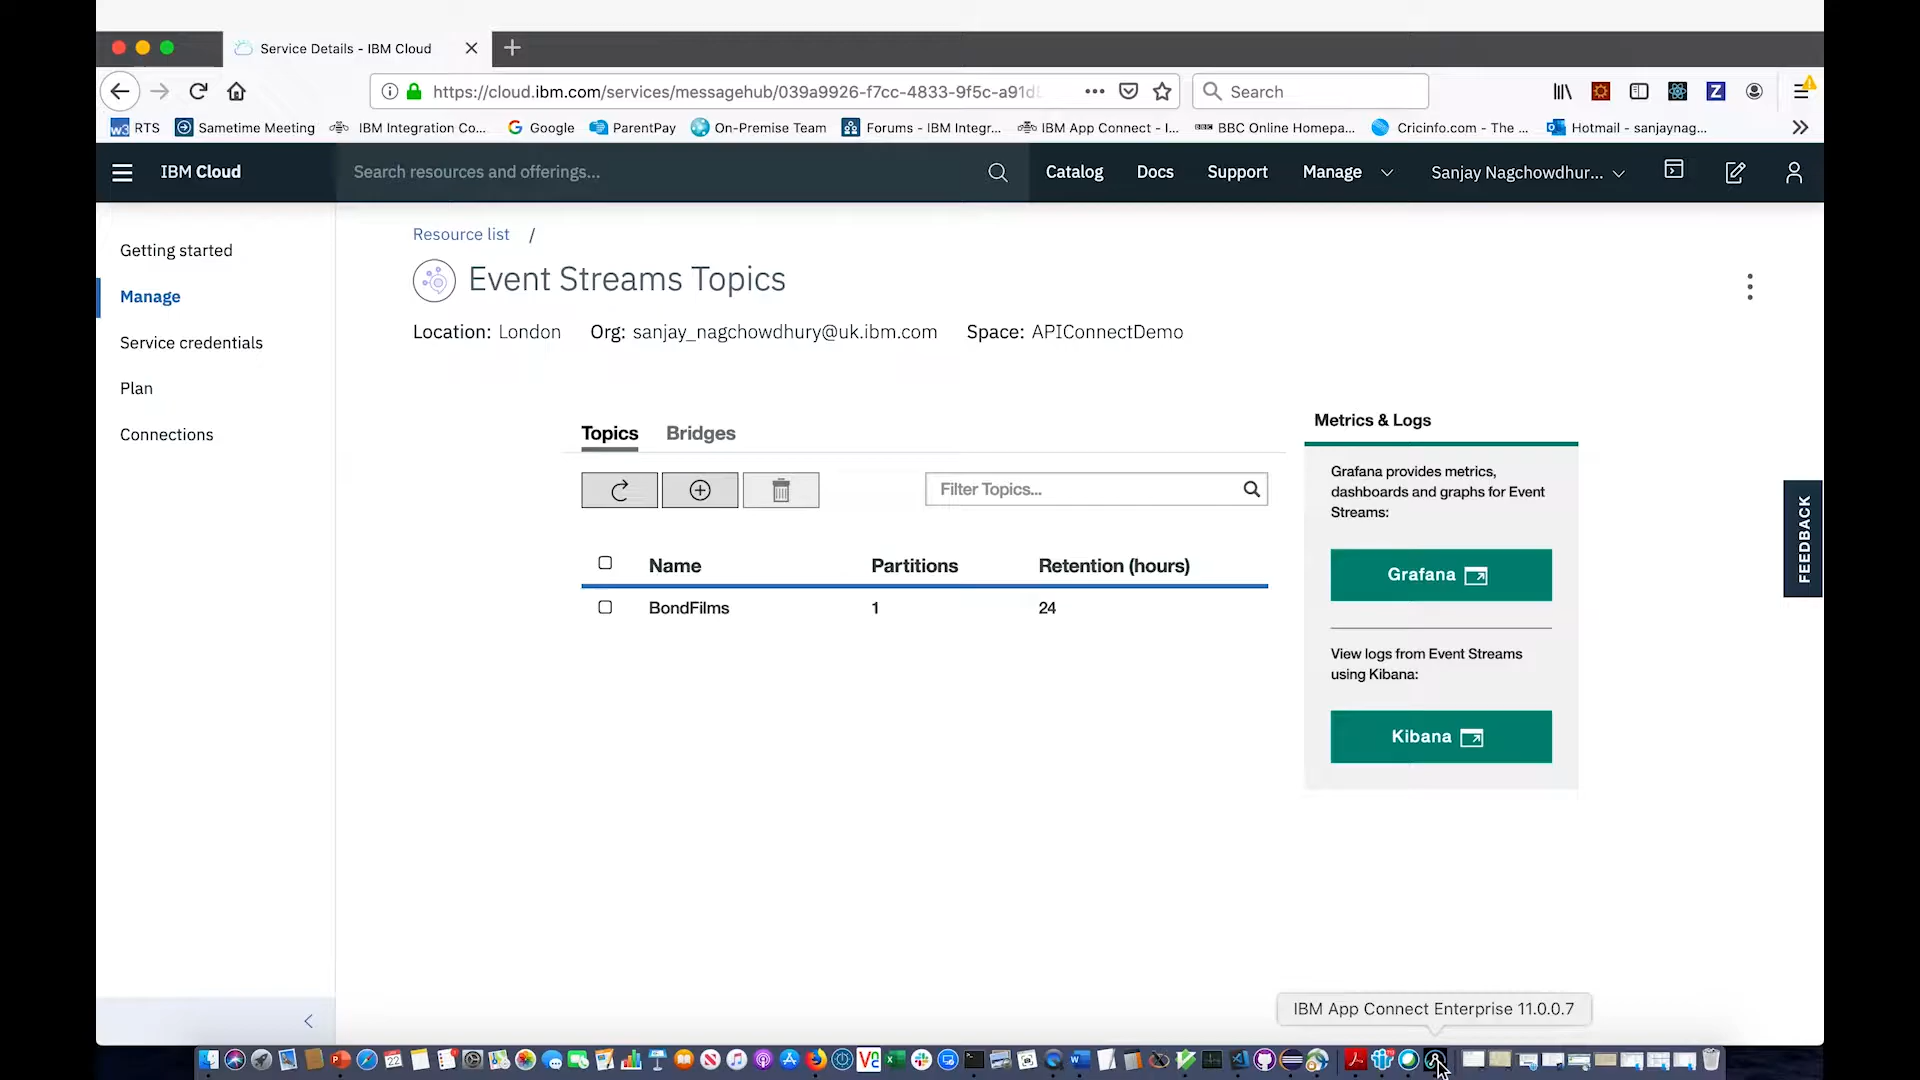 Service Details - IBM Cloud
https://cloud.ibm.com/services/messagehub/039a9926-f7cc-4833-9f5c-a91d
Search
W3 RTS
Sametime Meeting
IBM Integration Co...
Google
ParentPay
On-Premise Team
Forums - IBM Integr...
IBM App Connect - I...
BBC Online Homepa...
Cricinfo.com - The ...
Hotmail - sanjaynag...
IBM Cloud
Search resources and offerings...
Catalog
Docs
Support
Manage
Sanjay Nagchowdhur...
Getting started
Manage
Service credentials
Plan
Connections
Resource list /
Event Streams Topics
Location: London Org: sanjay_nagchowdhury@uk.ibm.com Space: APIConnectDemo
Topics Bridges
Filter Topics...
Name Partitions Retention (hours)
BondFilms 1 24
Metrics & Logs
Grafana provides metrics,
dashboards and graphs for Event
Streams:
Grafana
View logs from Event Streams
using Kibana:
Kibana
FEEDBACK
IBM App Connect Enterprise 11.0.0.7